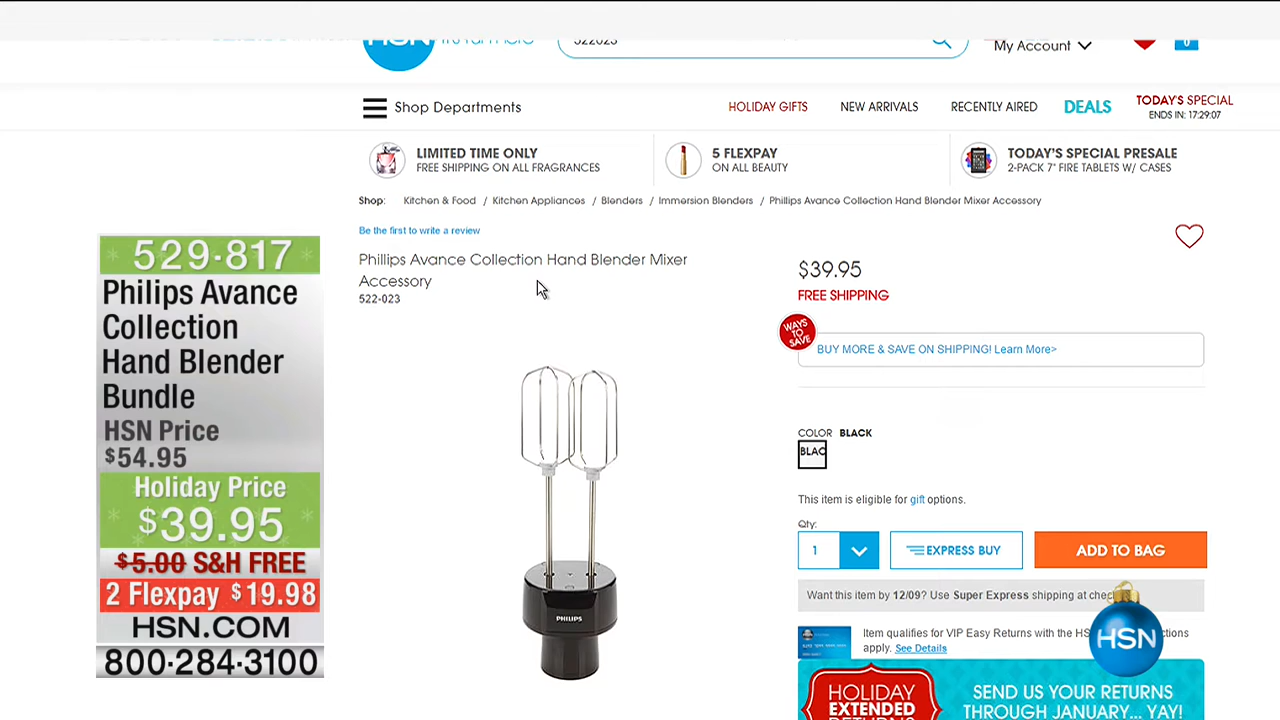 HSN
it's fun here
522023
My Account
0
Shop Departments
HOLIDAY GIFTS
NEW ARRIVALS
RECENTLY AIRED
DEALS
TODAY'S SPECIAL
ENDS IN: 17:29:07
LIMITED TIME ONLY
FREE SHIPPING ON ALL FRAGRANCES
5 FLEXPAY
ON ALL BEAUTY
TODAY'S SPECIAL PRESALE
2-PACK 7" FIRE TABLETS W/ CASES
Shop: Kitchen & Food / Kitchen Appliances / Blenders / Immersion Blenders / Phillips Avance Collection Hand Blender Mixer Accessory
Be the first to write a review
Phillips Avance Collection Hand Blender Mixer
Accessory
522-023
PHILIPS
$39.95
FREE SHIPPING
WAYS
TO
SAVE
BUY MORE & SAVE ON SHIPPING! Learn More>
COLOR BLACK
BLAC
This item is eligible for gift options.
Qty:
1
EXPRESS BUY
ADD TO BAG
Want this item by 12/09? Use Super Express shipping at chec
Item qualifies for VIP Easy Returns with the HS
ctions
apply. See Details
HSN
HOLIDAY
EXTENDED
RETURNS
SEND US YOUR RETURNS
THROUGH JANUARY... YAY!
529-817
Philips Avance
Collection
Hand Blender
Bundle
HSN Price
$54.95
Holiday Price
$39.95
$5.00 S&H FREE
2 Flexpay $19.98
HSN.COM
800-284-3100